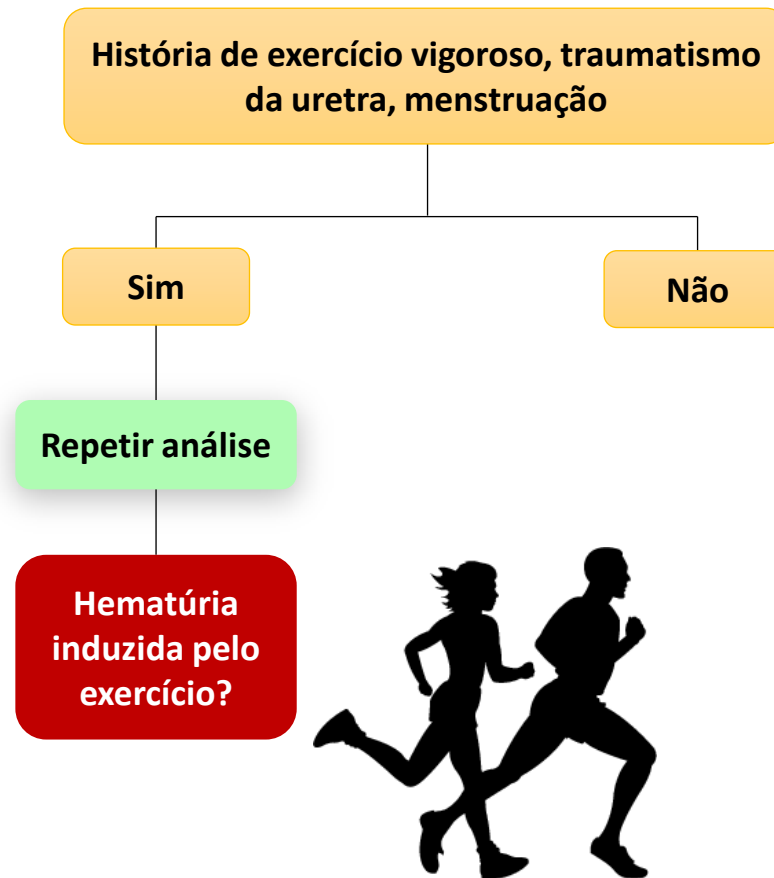 História de exercício vigoroso, traumatismo
da uretra, menstruação
Sim
Não
Repetir análise
Hematúria
induzida pelo
exercício?